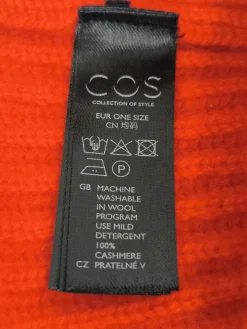 COS
COLLECTION OF STYLE
EUR ONE SIZE
CN 均码
P
GB MACHINE
WASHABLE
IN WOOL
PROGRAM
USE MILD
DETERGENT
100%
CASHMERE
CZ PRATELNÉ V